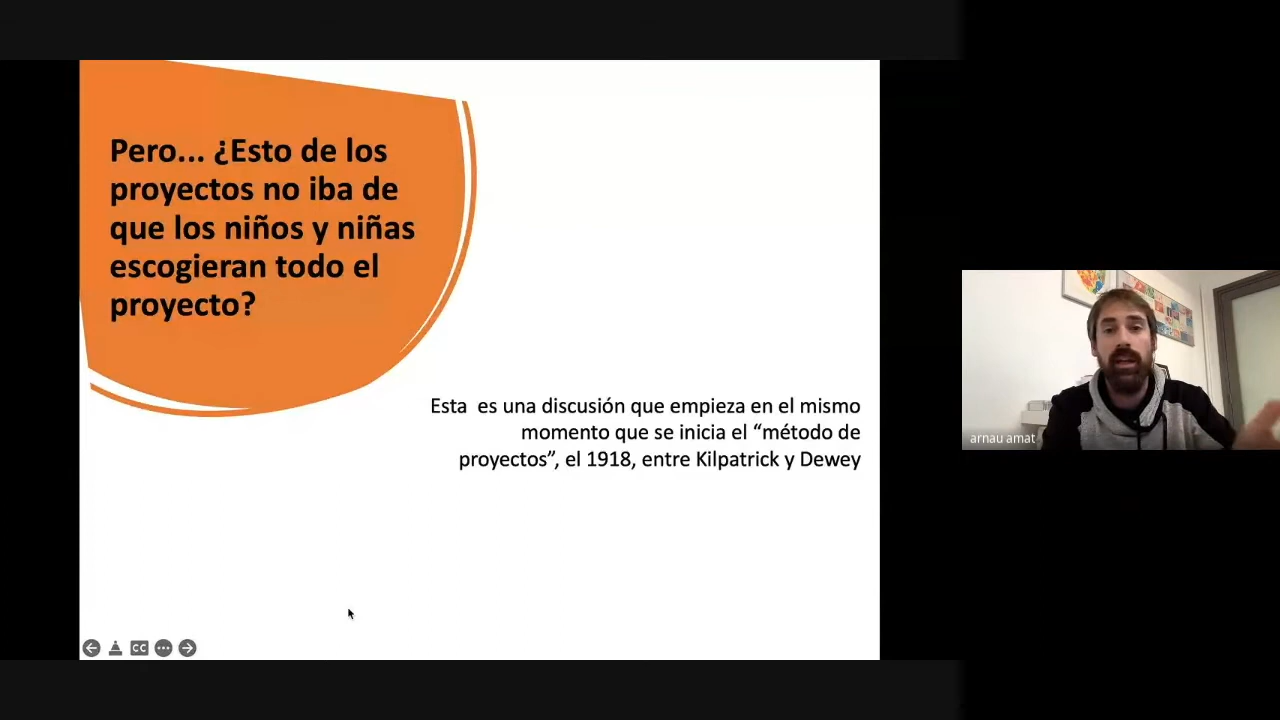 Pero... ¿Esto de los
proyectos no iba de
que los niños y niñas
escogieran todo el
proyecto?
Esta es una discusión que empieza en el mismo
momento que se inicia el “método de
proyectos”, el 1918, entre Kilpatrick y Dewey
arnau amat
CC